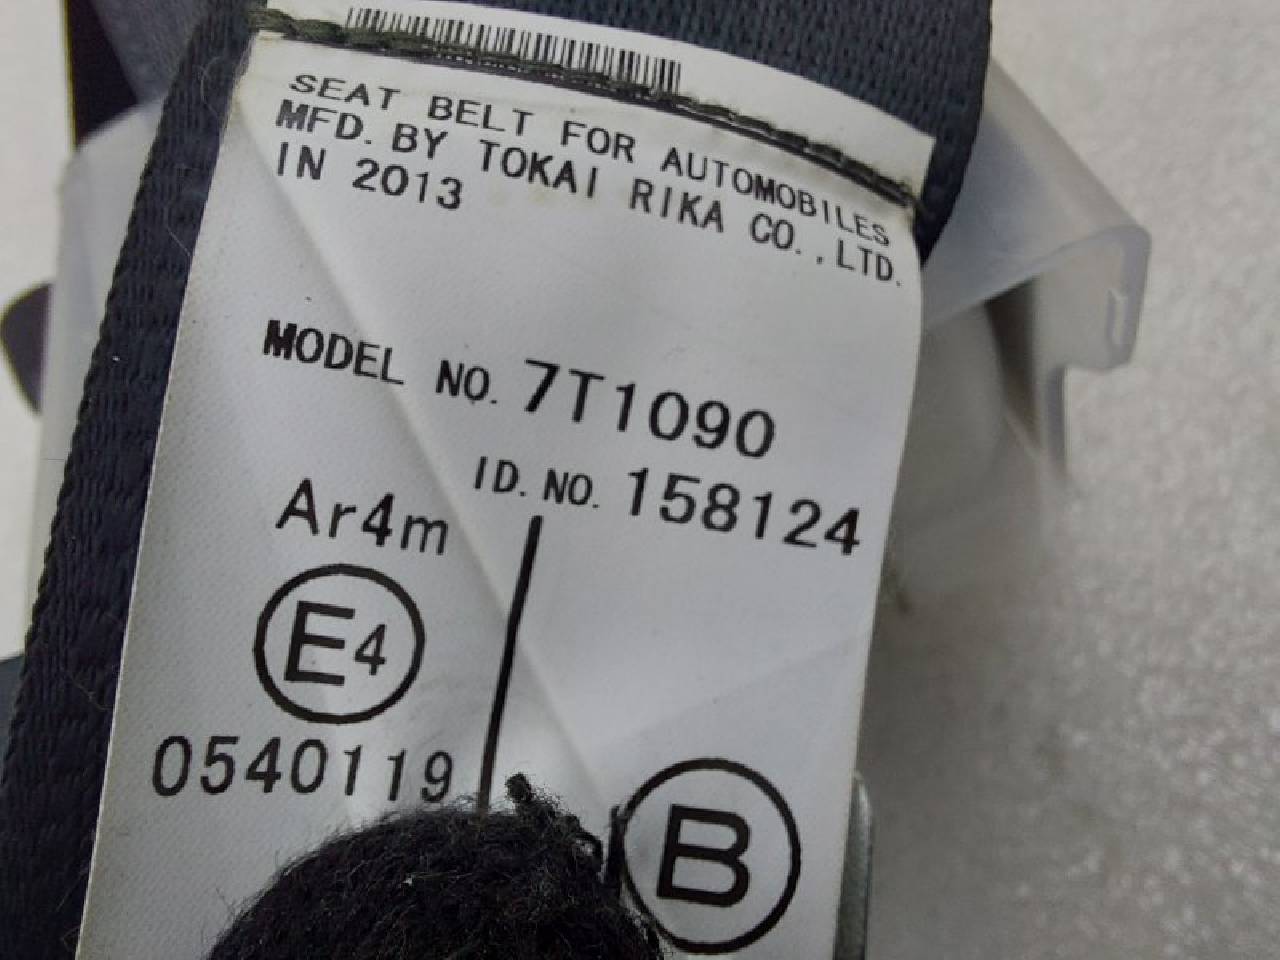 SEAT BELT FOR AUTOMOBILES
MFD. BY TOKAI RIKA CO., LTD.
IN 2013
MODEL NO. 7T1090
ID. NO. 158124
Ar4m
E4
0540119
B